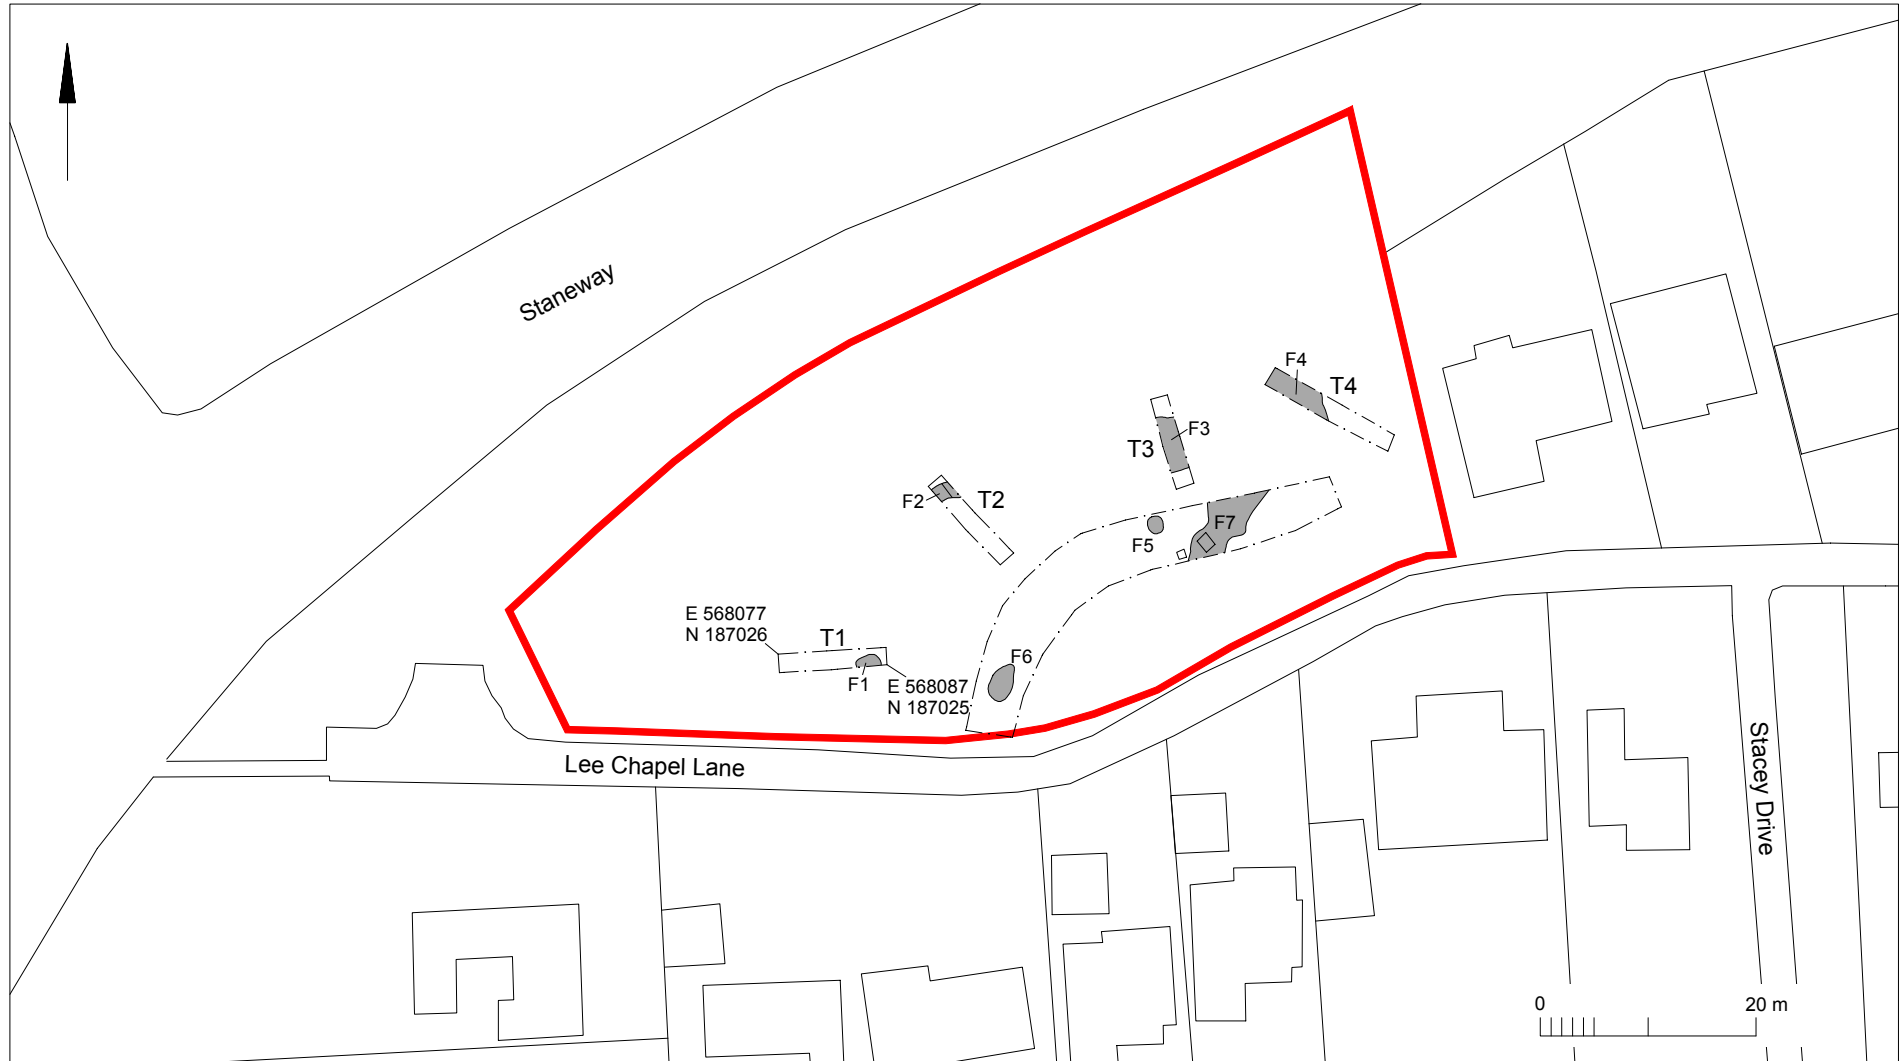 Staneway
F4
T4
F3
T3
F2
T2
F7
F5
E 568077
N 187026
T1
F1
E 568087
N 187025
F6
Lee Chapel Lane
Stacey Drive
0
20 m